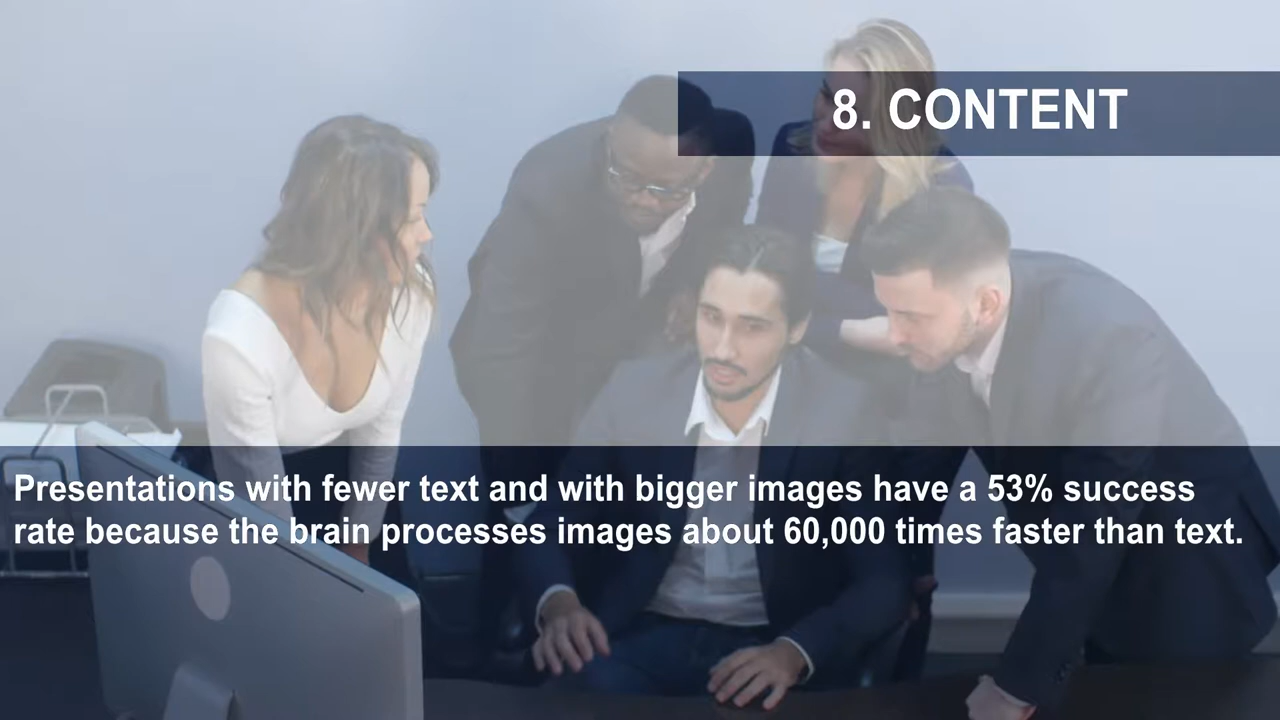 8. CONTENT
Presentations with fewer text and with bigger images have a 53% success
rate because the brain processes images about 60,000 times faster than text.